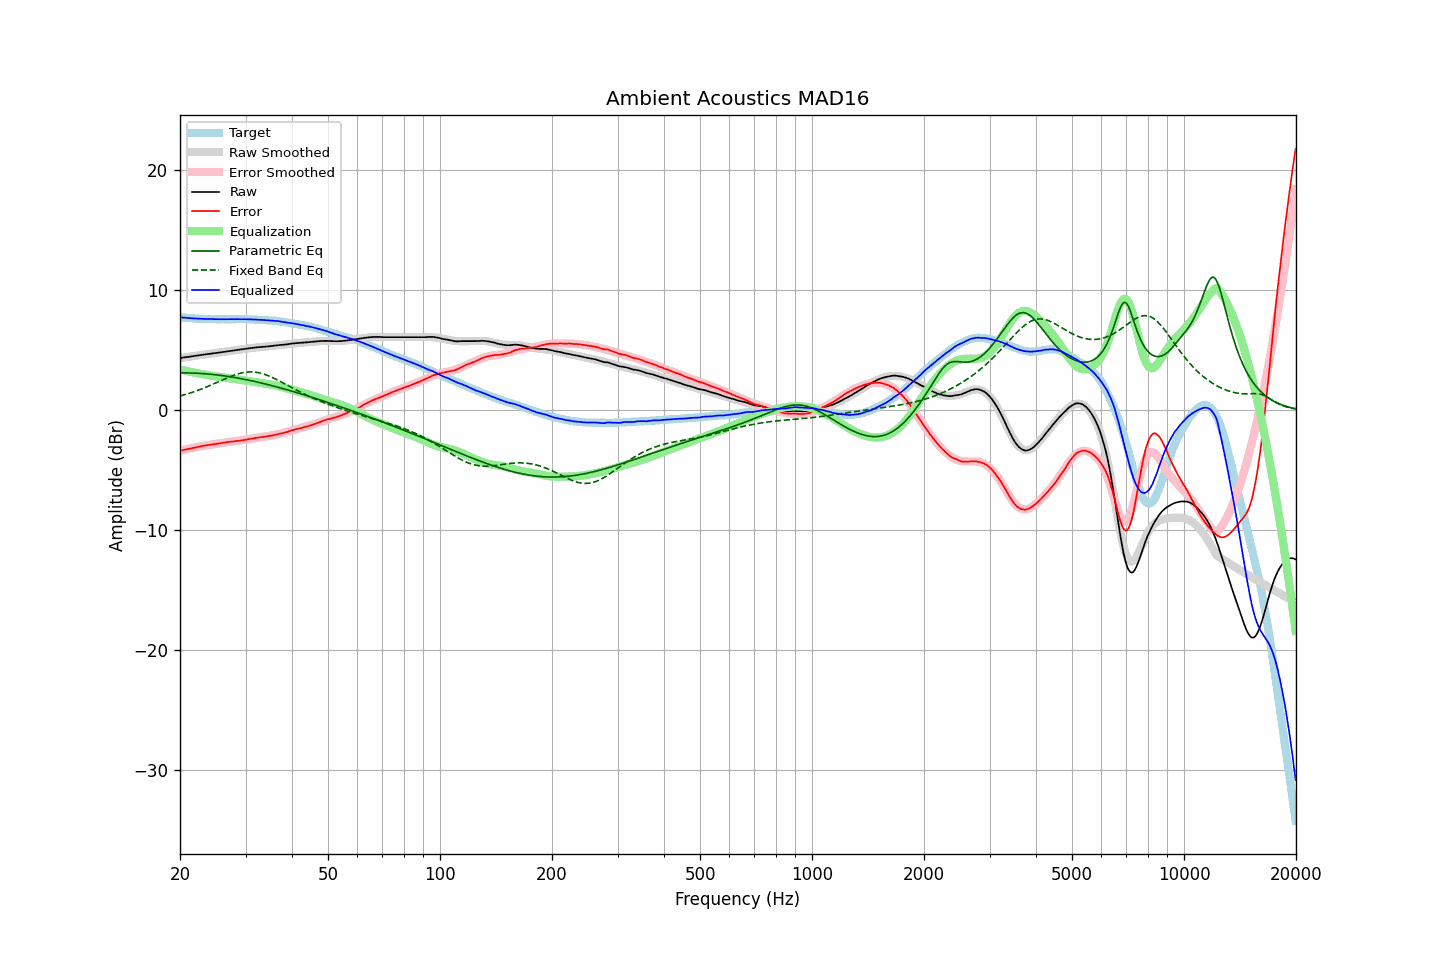 Ambient Acoustics MAD16
Target
Raw Smoothed
Error Smoothed
Raw
Error
Equalization
Parametric Eq
Fixed Band Eq
Equalized
Amplitude (dBr)
20
10
0
−10
−20
−30
20 50 100 200 500 1000 2000 5000 10000 20000
Frequency (Hz)